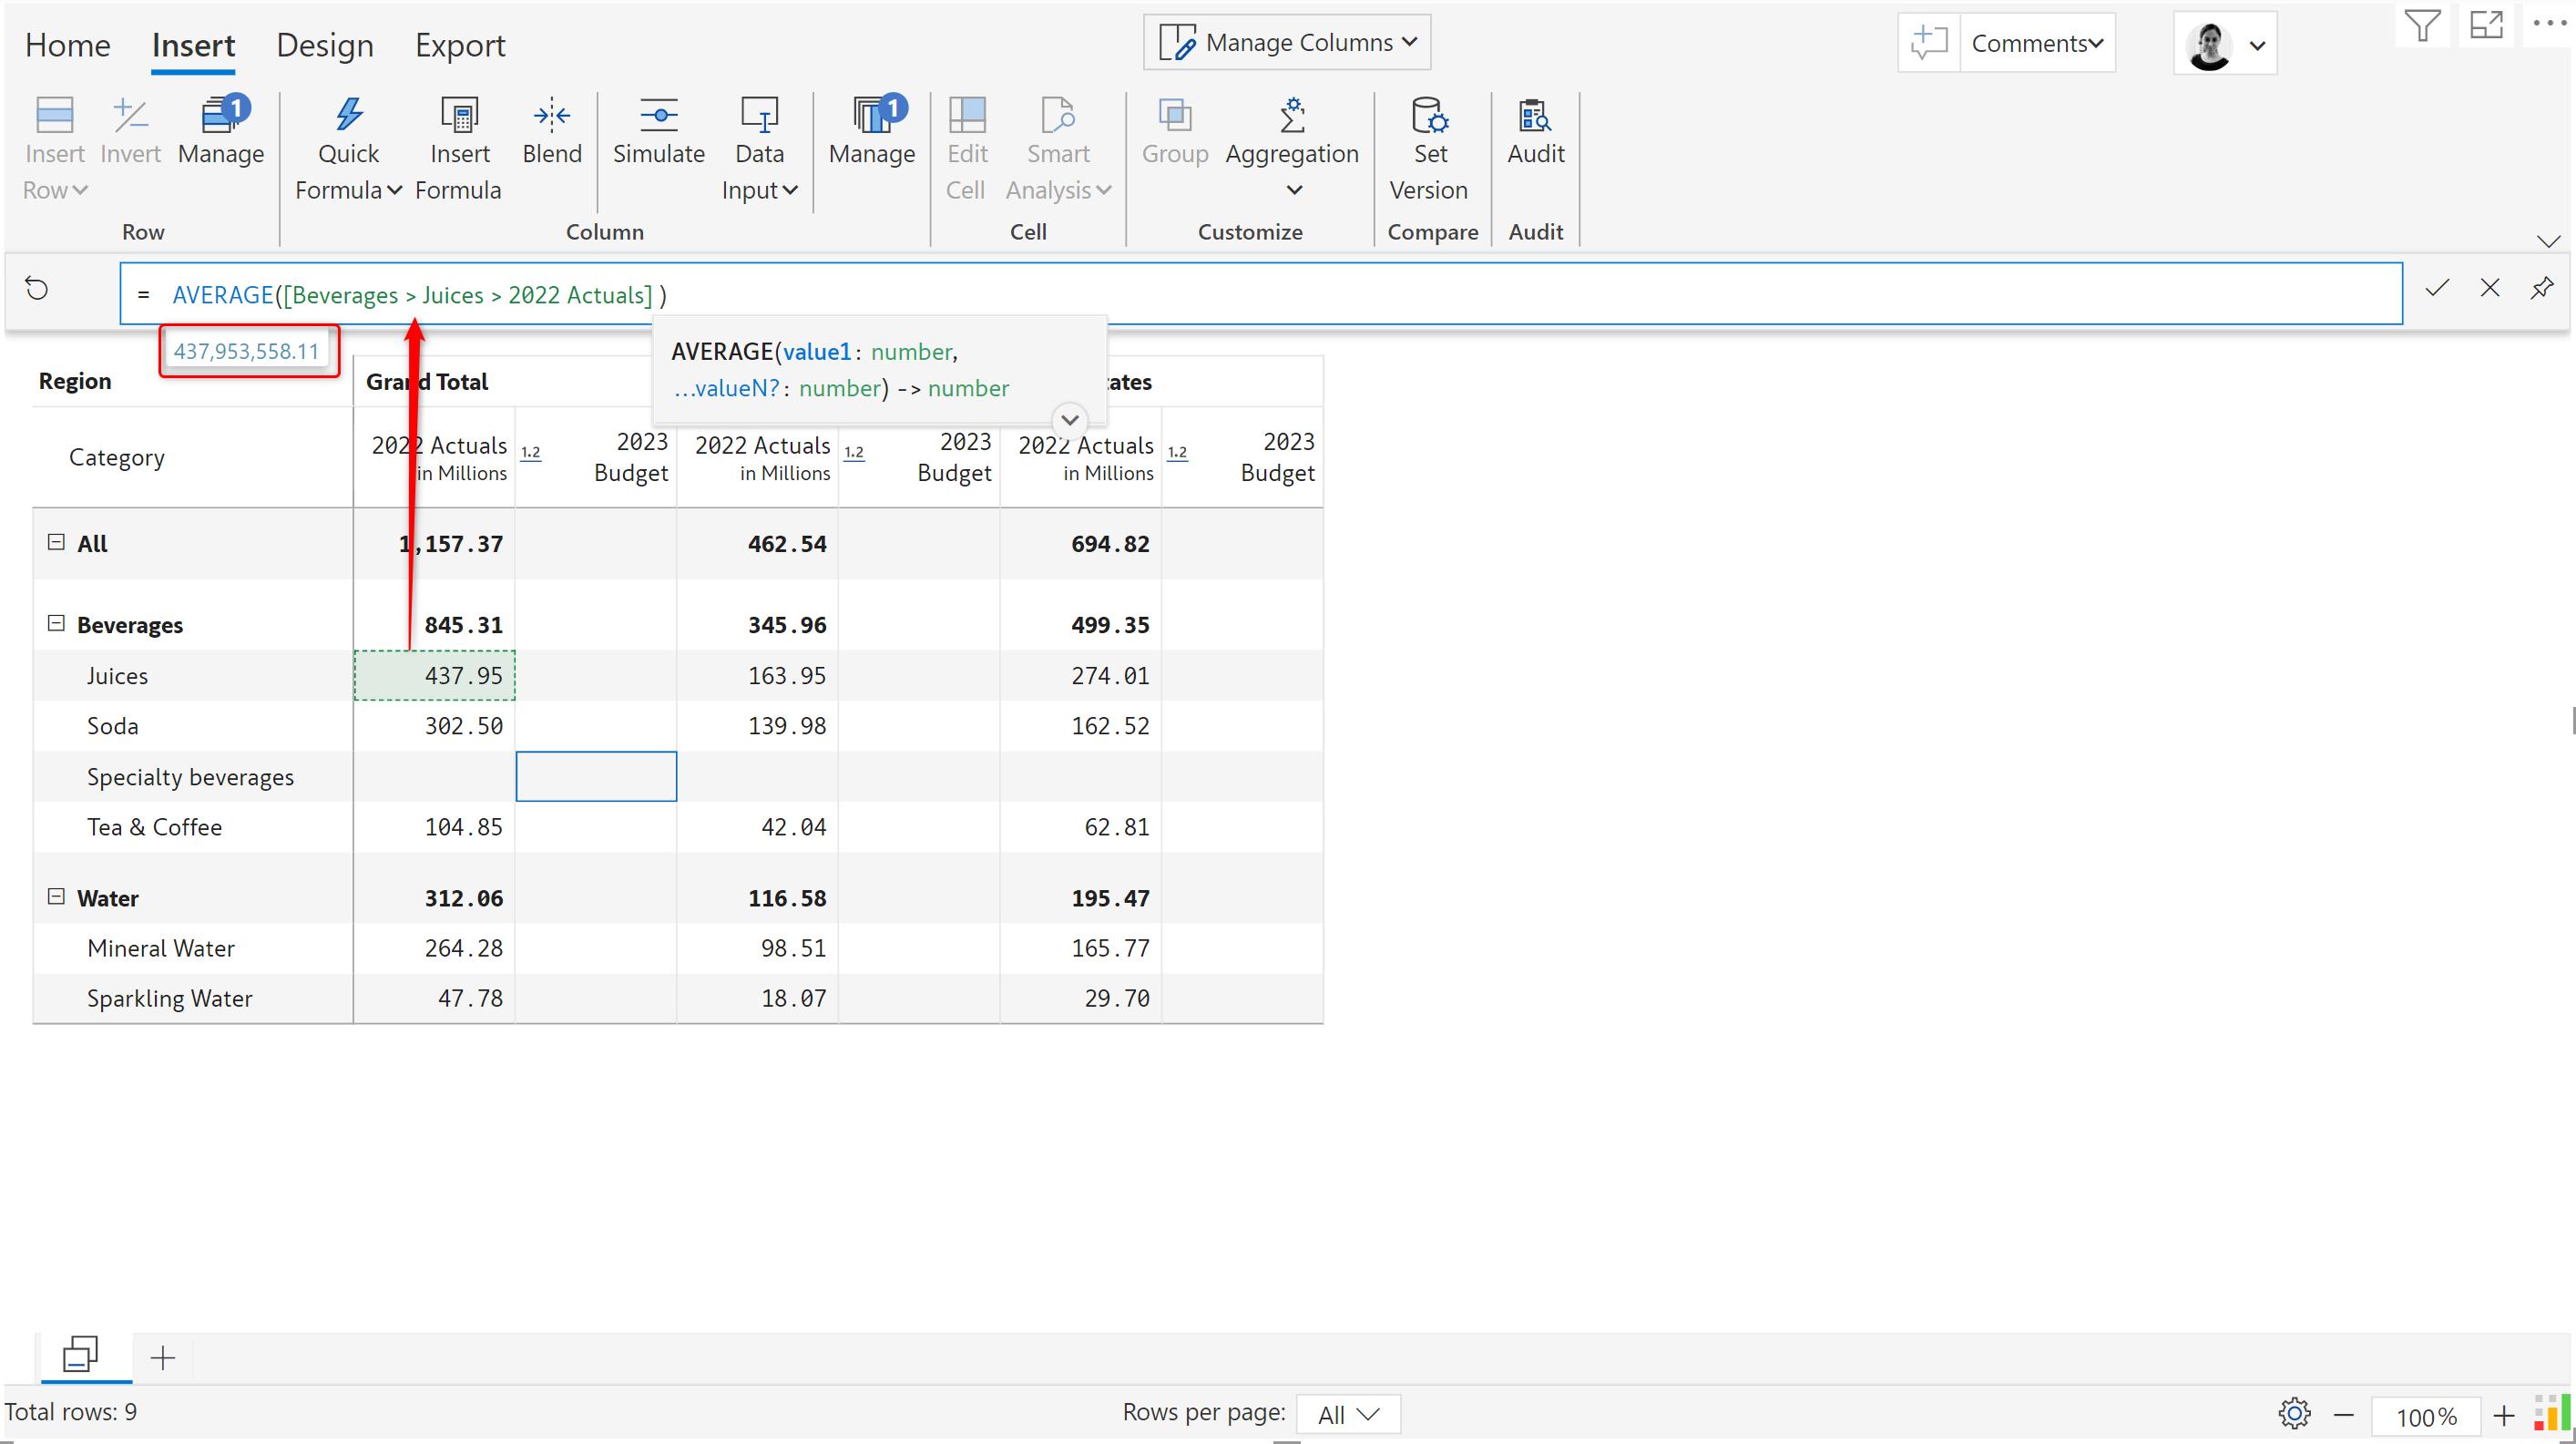 Home Insert Design Export Manage Columns Comments
1 1
Insert Invert Manage Quick Insert Blend Simulate Data Manage Edit Smart Group Aggregation Set Audit
Row Formula Formula Input Cell Analysis Version
Row Column Cell Customize Compare Audit
= AVERAGE([Beverages > Juices > 2022 Actuals] )
437,953,558.11
AVERAGE(value1: number,
...valueN?: number) -> number
Region Grand Total
Category 2022 Actuals 1.2 2023 2022 Actuals 1.2 2023 2022 Actuals 1.2 2023
in Millions Budget in Millions Budget in Millions Budget
All 1,157.37 462.54 694.82
Beverages 845.31 345.96 499.35
Juices 437.95 163.95 274.01
Soda 302.50 139.98 162.52
Specialty beverages
Tea & Coffee 104.85 42.04 62.81
Water 312.06 116.58 195.47
Mineral Water 264.28 98.51 165.77
Sparkling Water 47.78 18.07 29.70
Total rows: 9 Rows per page: All 100%